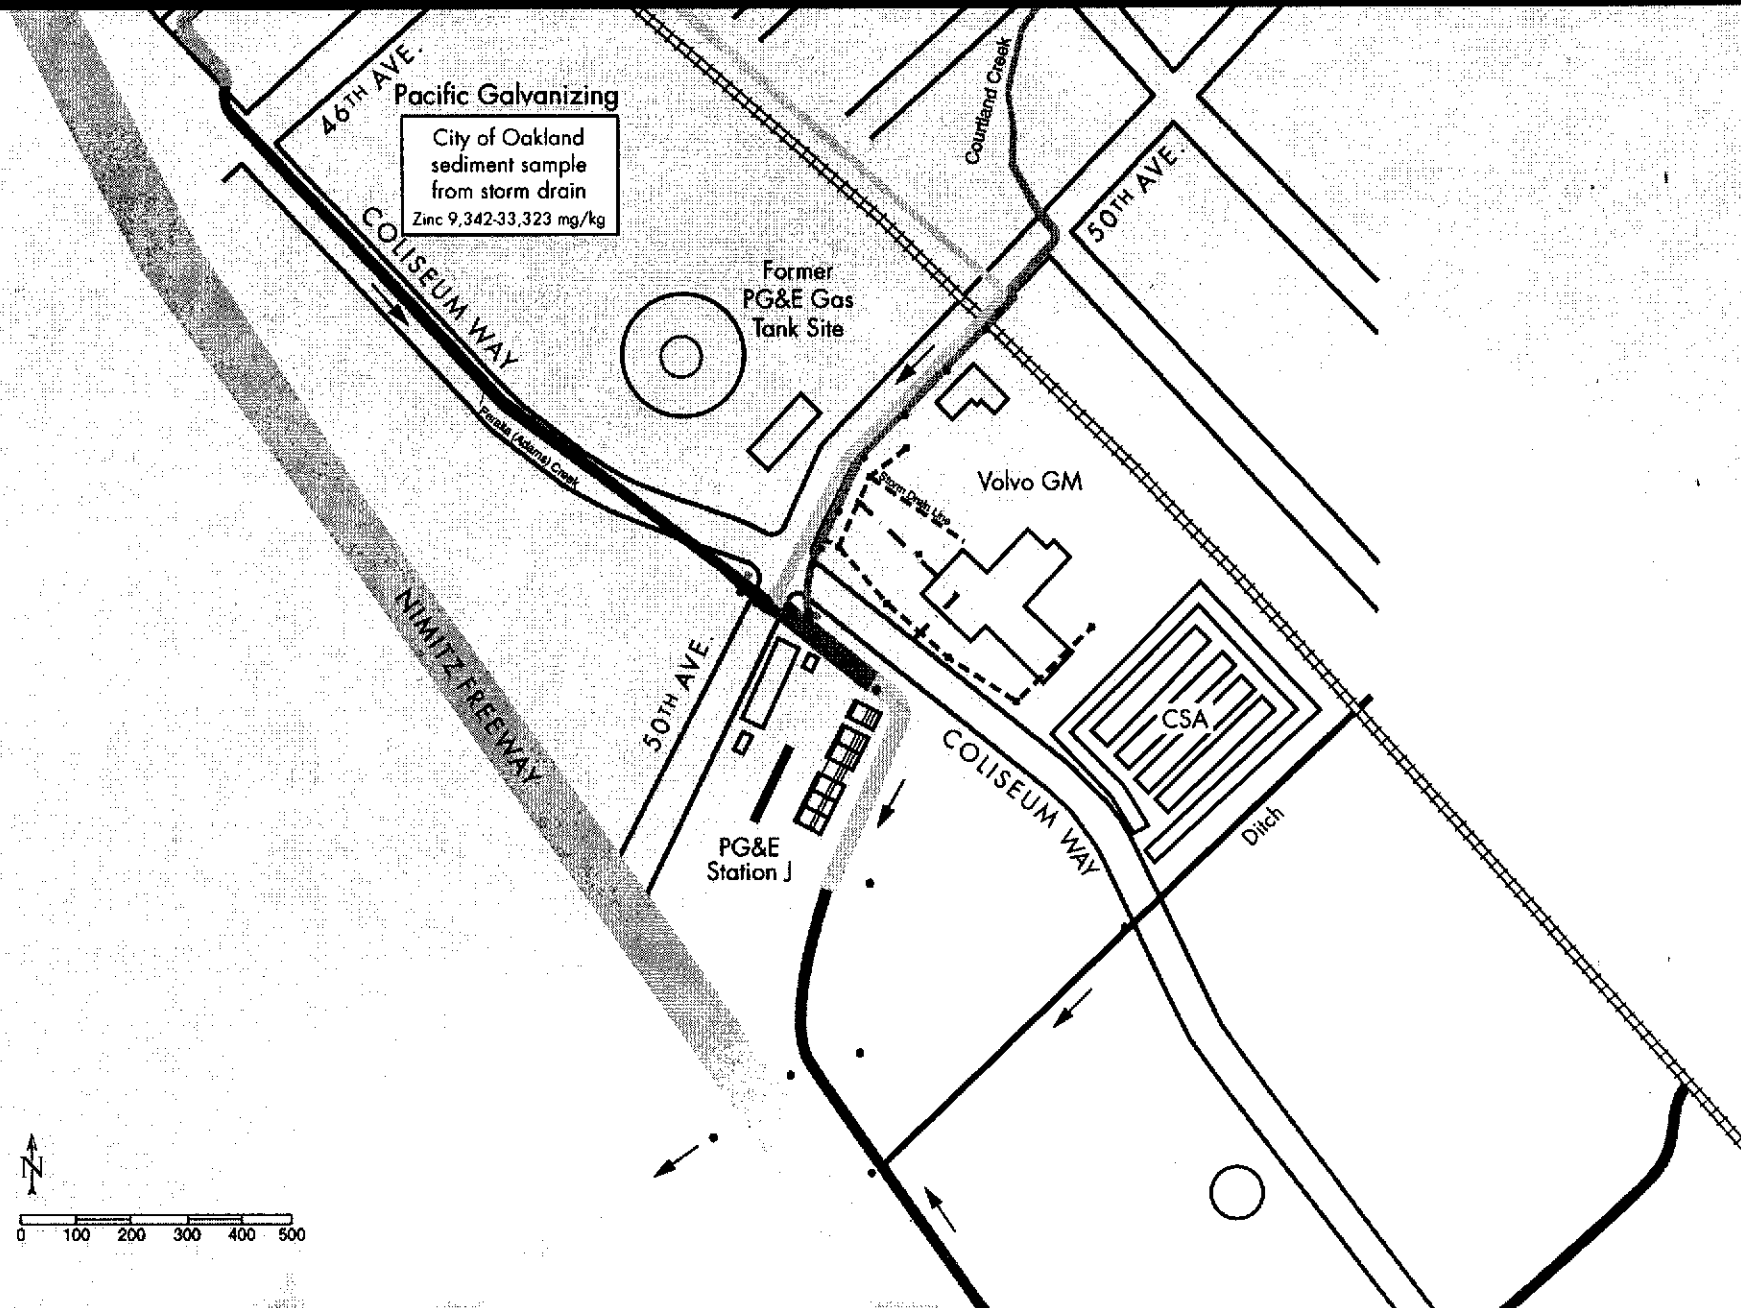 46TH AVE.
Pacific Galvanizing
City of Oakland
sediment sample
from storm drain
Zinc 9,342-33,323 mg/kg
Courtland Creek
50TH AVE.
COLISEUM WAY
Former
PG&E Gas
Tank Site
Peralta (Adams) Creek
Volvo GM
Storm Drain Line
NIMITZ FREEWAY
50TH AVE.
CSA
COLISEUM WAY
Ditch
PG&E
Station J
N
0 100 200 300 400 500